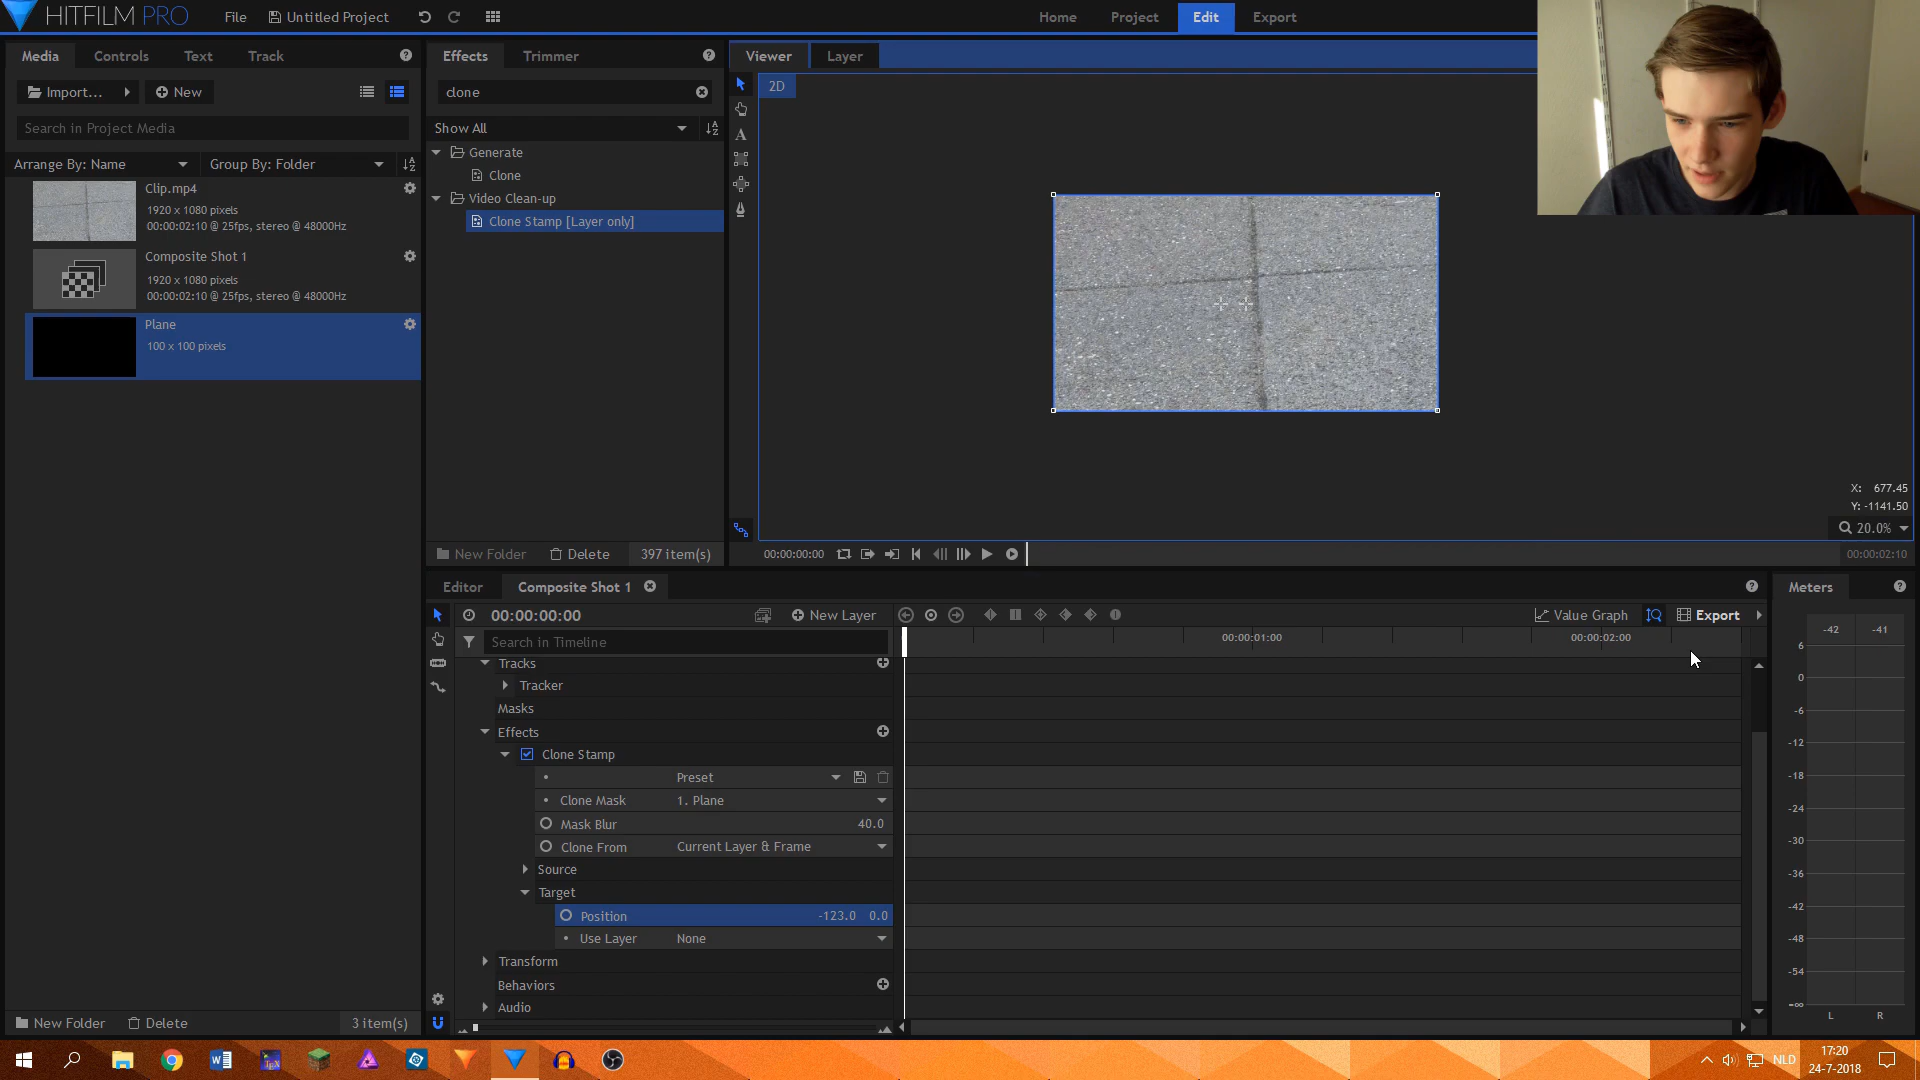 HITFILM PRO
File
Untitled Project
Home
Project
Edit
Export
Media
Controls
Text
Track
Import...
New
Search in Project Media
Arrange By: Name
Group By: Folder
Clip.mp4
1920 x 1080 pixels
00:00:02:10 @ 25fps, stereo @ 48000Hz
Composite Shot 1
1920 x 1080 pixels
00:00:02:10 @ 25fps, stereo @ 48000Hz
Plane
100 x 100 pixels
New Folder
Delete
3 item(s)
Effects
Trimmer
clone
Show All
Generate
Clone
Video Clean-up
Clone Stamp [Layer only]
New Folder
Delete
397 item(s)
Viewer
Layer
2D
X: 677.45
Y: -1141.50
20.0%
00:00:00:00
00:00:02:10
Editor
Composite Shot 1
00:00:00:00
New Layer
Value Graph
Export
Search in Timeline
00:00:01:00
00:00:02:00
Tracks
Tracker
Masks
Effects
Clone Stamp
Preset
Clone Mask
1. Plane
Mask Blur
40.0
Clone From
Current Layer & Frame
Source
Target
Position
-123.0 0.0
Use Layer
None
Transform
Behaviors
Audio
Meters
-42 -41
6
0
-6
-12
-18
-24
-30
-36
-42
-48
-54
-∞
L R
NLD
17:20
24-7-2018